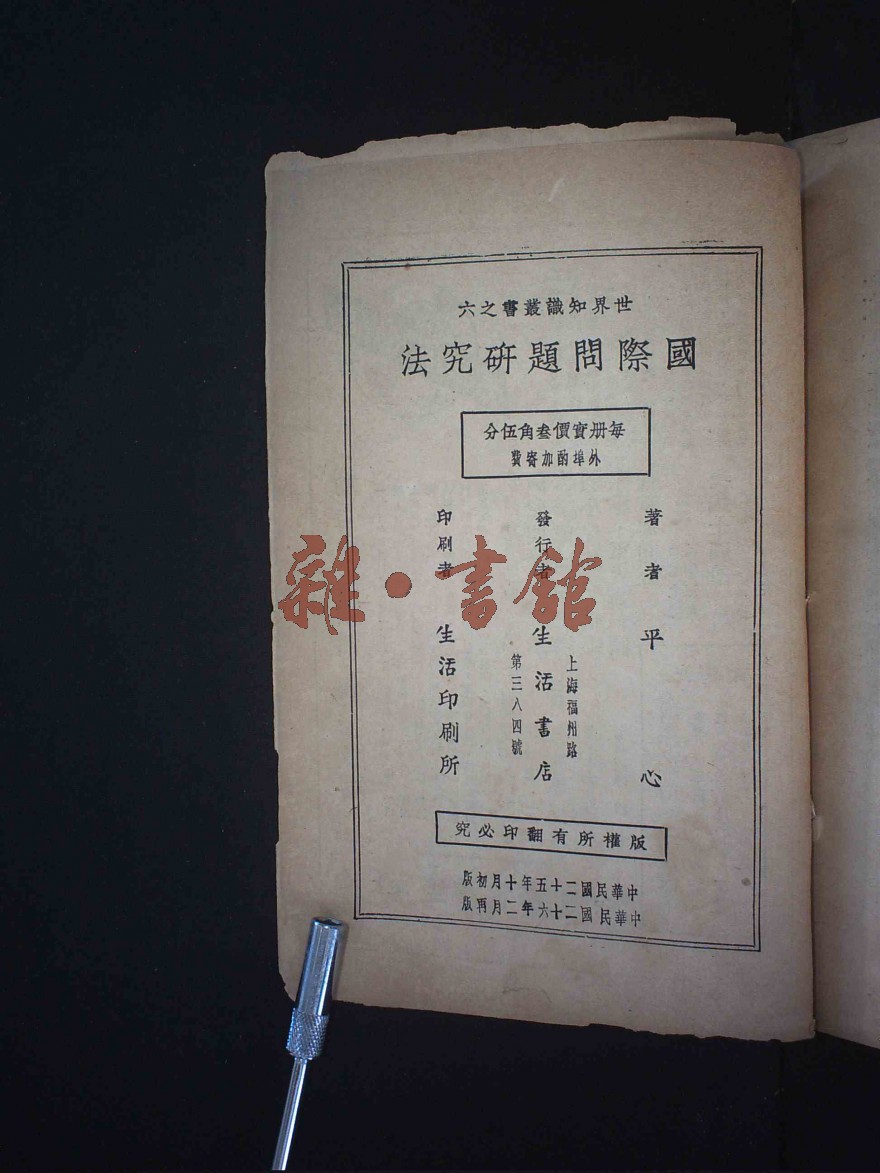 世界知識叢書之六
國際問題硏究法
每册實價叁角伍分
外埠酌加寄費
著者 平心
發行者 生活書店
上海福州路
第三八四號
印刷者 生活印刷所
版權所有翻印必究
中華民國二十五年十月初版
中華民國二十六年二月再版
雜·書館